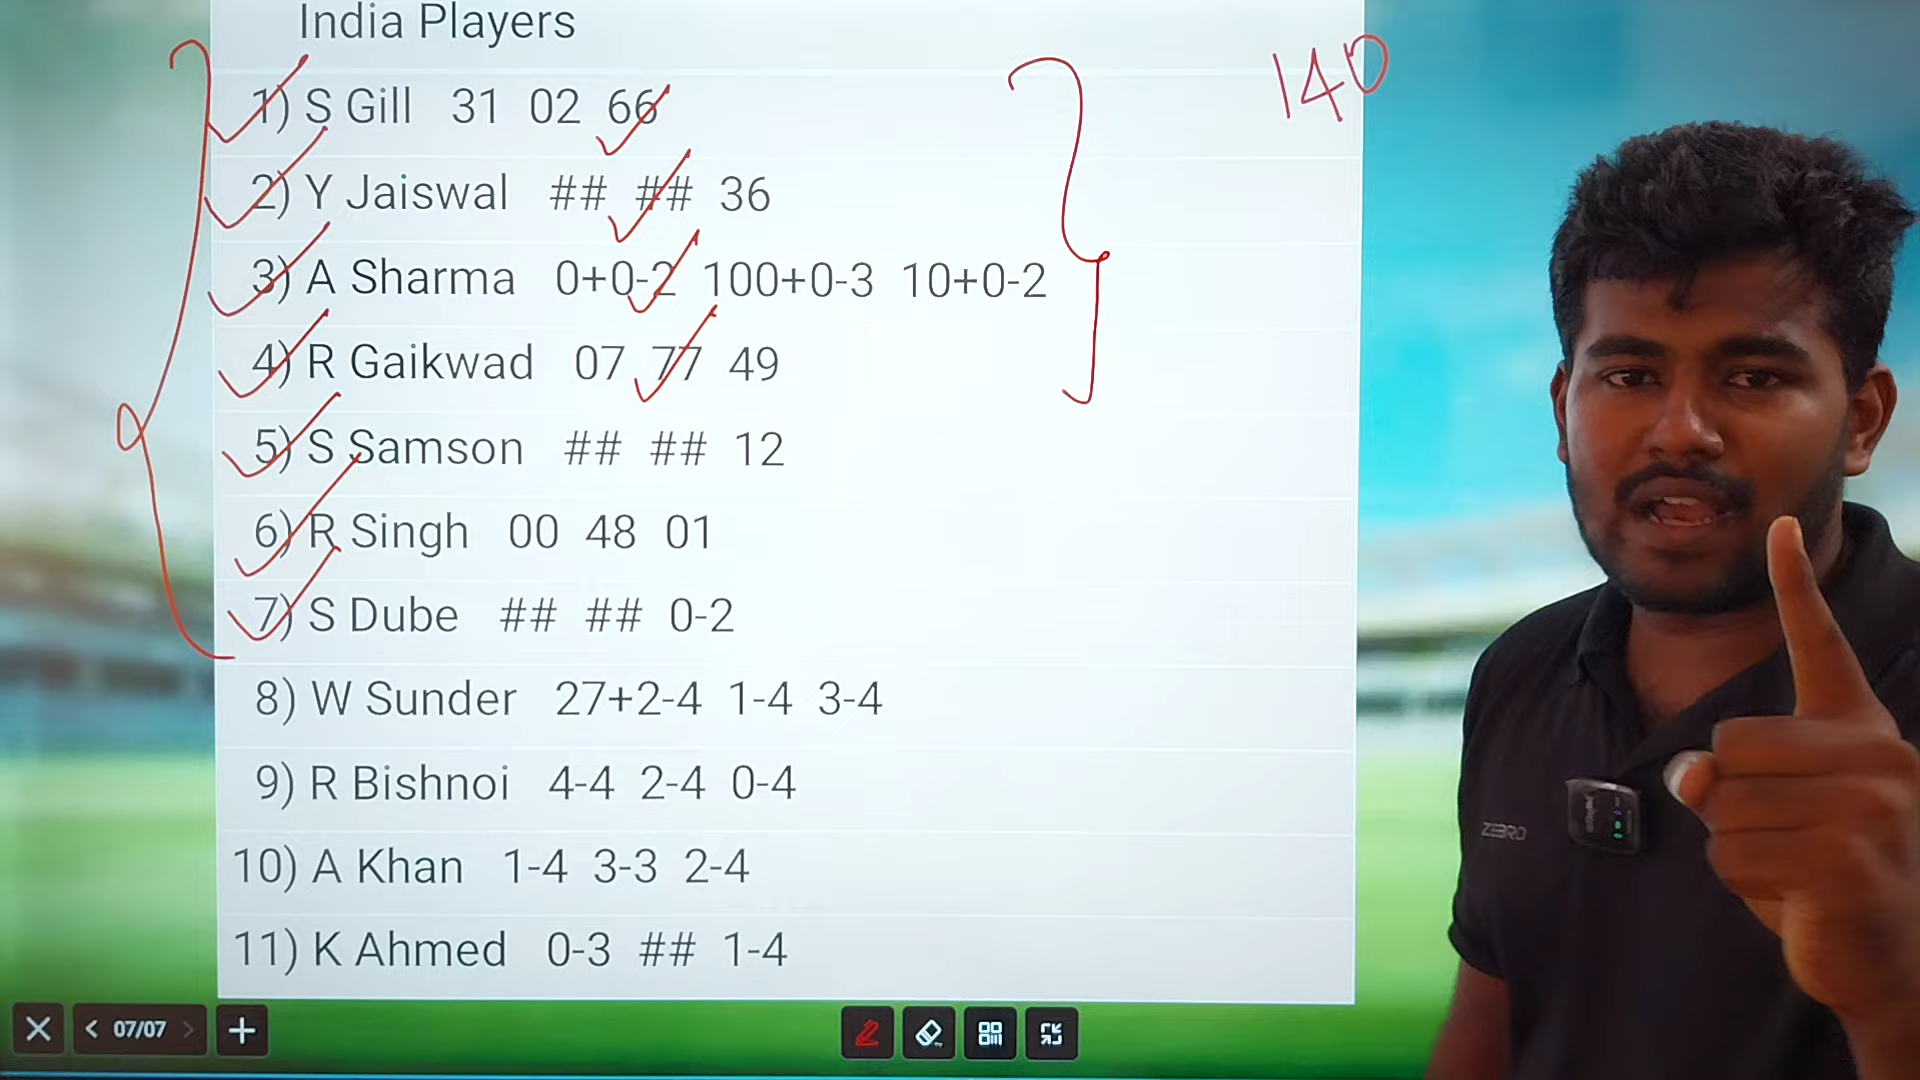 India Players
140
1) S Gill 31 02 66
2) Y Jaiswal ## ## 36
3) A Sharma 0+0-2 100+0-3 10+0-2
4) R Gaikwad 07 77 49
5) S Samson ## ## 12
6) R Singh 00 48 01
7) S Dube ## ## 0-2
8) W Sunder 27+2-4 1-4 3-4
9) R Bishnoi 4-4 2-4 0-4
10) A Khan 1-4 3-3 2-4
11) K Ahmed 0-3 ## 1-4
ZEBRO
< 07/07 >